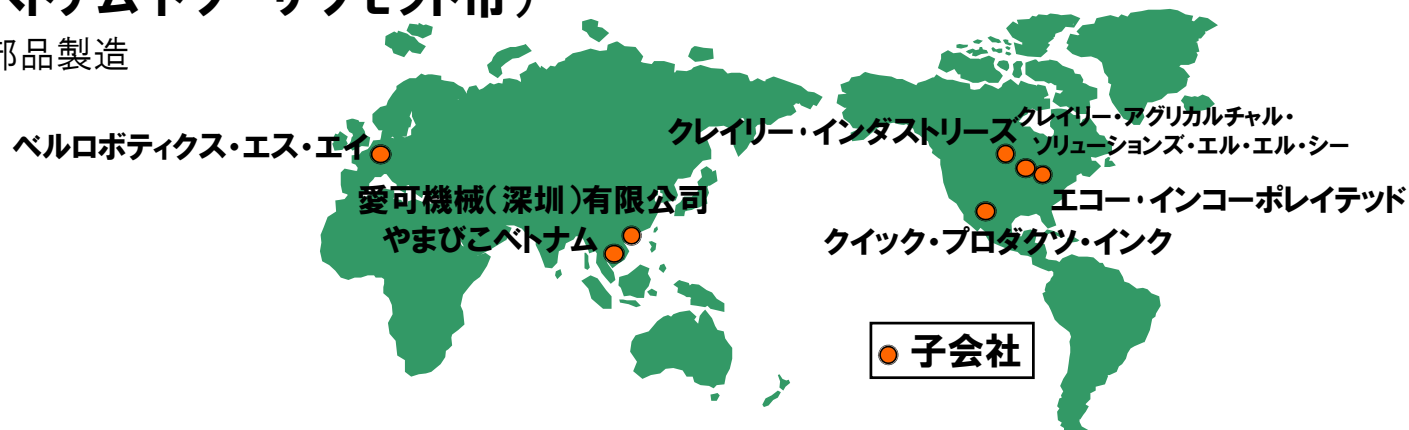 部品製造
ベルロボティクス・エス・エイ
クレイリー・インダストリーズ
クレイリー・アグリカルチャル・
ソリューションズ・エル・エル・シー
愛可機械(深圳)有限公司
やまびこベトナム
エコー・インコーポレイテッド
クイック・プロダクツ・インク
子会社